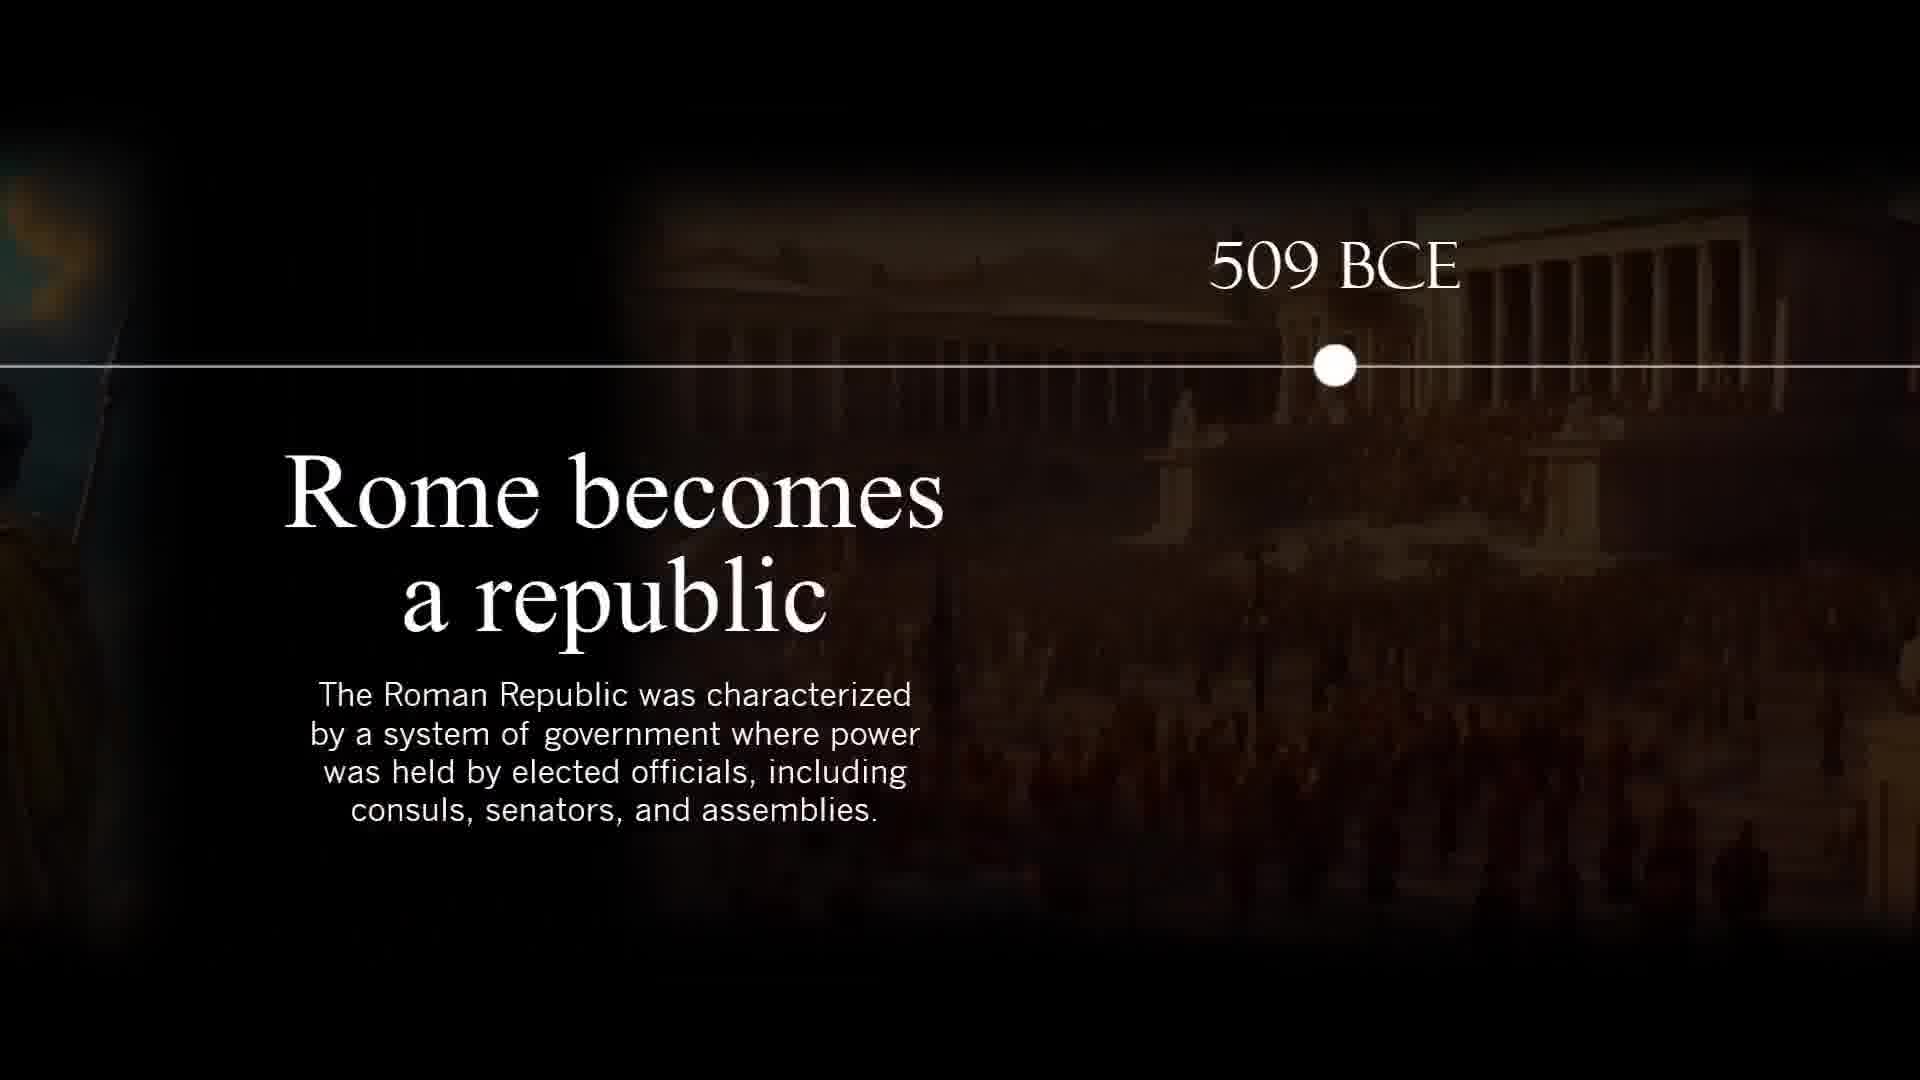 509 BCE
Rome becomes
a republic
The Roman Republic was characterized
by a system of government where power
was held by elected officials, including
consuls, senators, and assemblies.